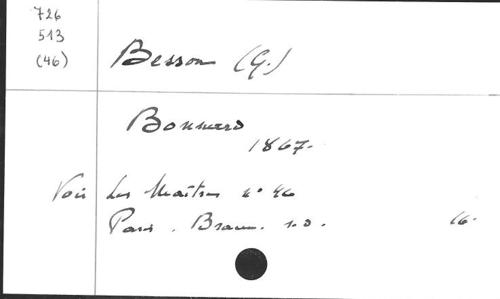 726
513
(46) Besson (G.)
Bonnard
1867-
Voir Les Maîtres n° 46
Paris. Braun. s.d. 16-